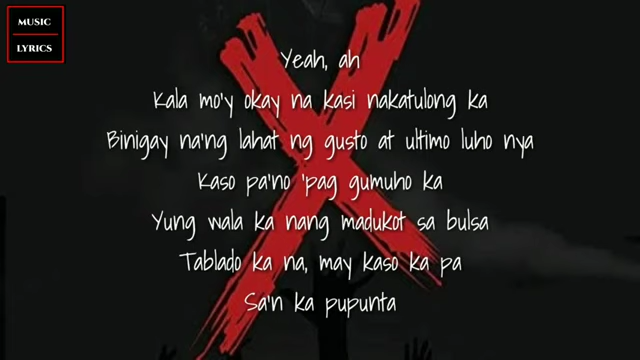 MUSIC
LYRICS
Yeah, ah
Kala mo'y okay na kasi nakatulong ka
Binigay na'ng lahat ng gusto at ultimo luho nya
Kaso pa'no 'pag gumuho ka
Yung wala ka nang madukot sa bulsa
Tablado ka na, may kaso ka pa
Sa'n ka pupunta